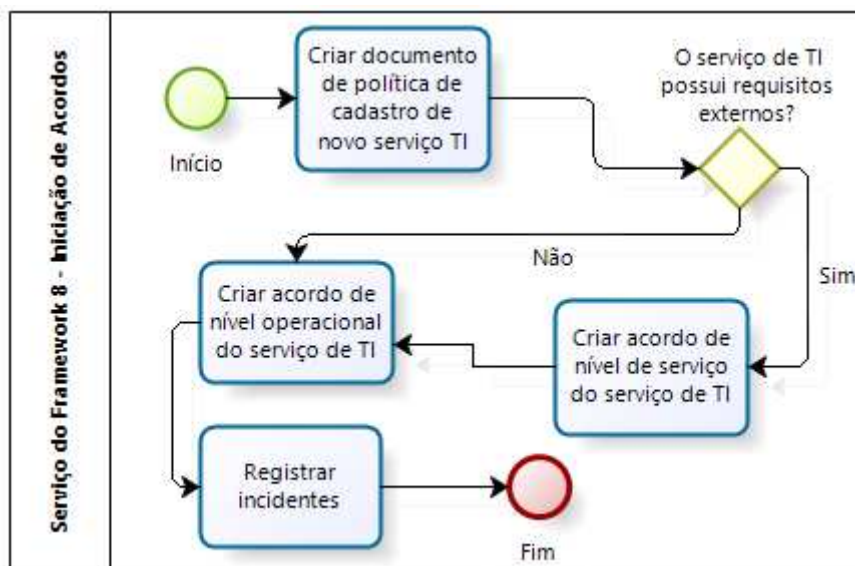 Serviço do Framework 8 - Iniciação de Acordos
Início
Criar documento
de política de
cadastro de
novo serviço TI
O serviço de TI
possui requisitos
externos?
Não
Sim
Criar acordo de
nível operacional
do serviço de TI
Criar acordo de
nível de serviço
do serviço de TI
Registrar
incidentes
Fim